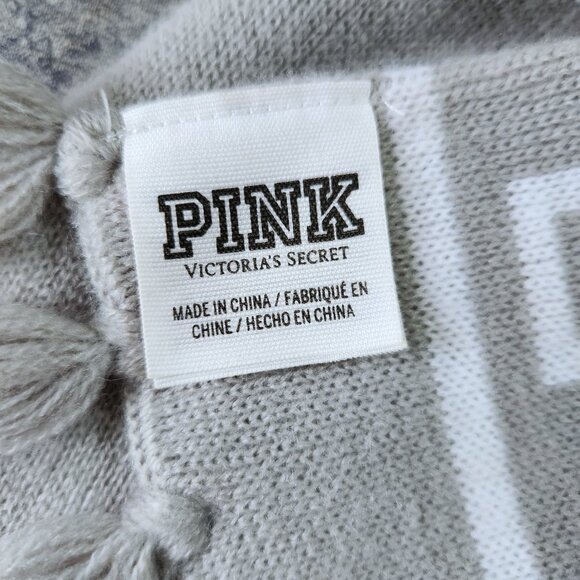 PINK
VICTORIA'S SECRET
MADE IN CHINA / FABRIQUÉ EN
CHINE / HECHO EN CHINA